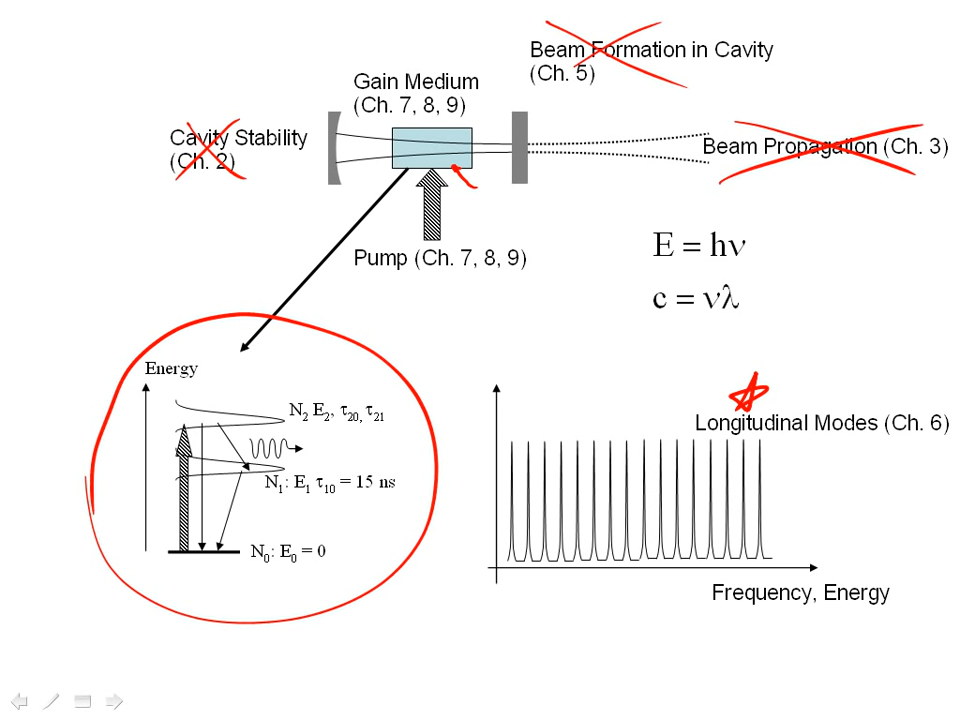 Beam Formation in Cavity
(Ch. 5)
Gain Medium
(Ch. 7, 8, 9)
Cavity Stability
(Ch. 2)
Beam Propagation (Ch. 3)
Pump (Ch. 7, 8, 9)
E = hν
c = νλ
Energy
N₂ E₂, τ₂₀, τ₂₁
N₁: E₁ τ₁₀ = 15 ns
N₀: E₀ = 0
Longitudinal Modes (Ch. 6)
Frequency, Energy